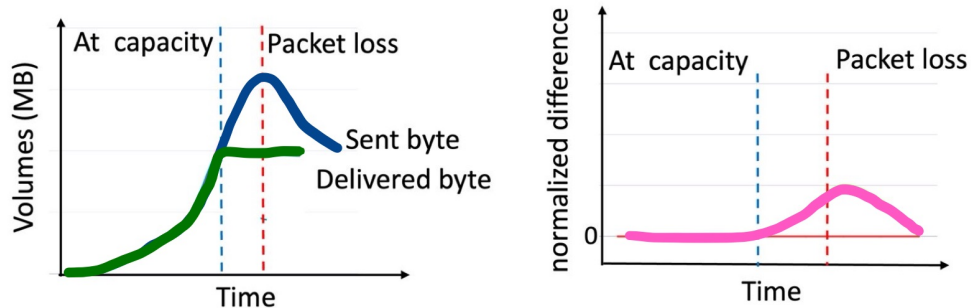 At capacity
Packet loss
Volumes (MB)
Sent byte
Delivered byte
Time
normalized difference
At capacity
Packet loss
0
Time